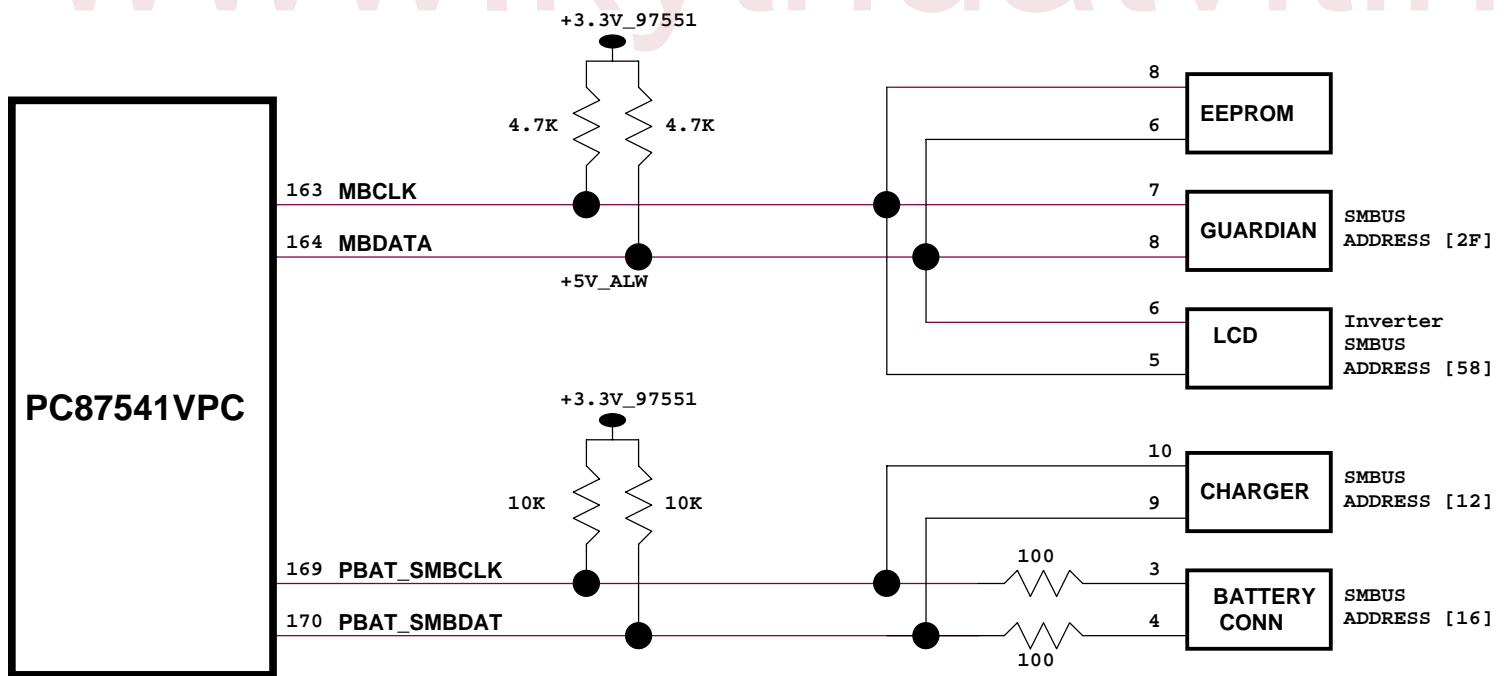 +3.3V_97551
8
EEPROM
4.7K
4.7K
6
163 MBCLK
7
GUARDIAN
SMBUS
ADDRESS [2F]
164 MBDATA
8
+5V_ALW
6
LCD
Inverter
SMBUS
ADDRESS [58]
5
PC87541VPC
+3.3V_97551
10
CHARGER
SMBUS
ADDRESS [12]
10K
10K
9
100
169 PBAT_SMBCLK
3
BATTERY
CONN
SMBUS
ADDRESS [16]
170 PBAT_SMBDAT
4
100